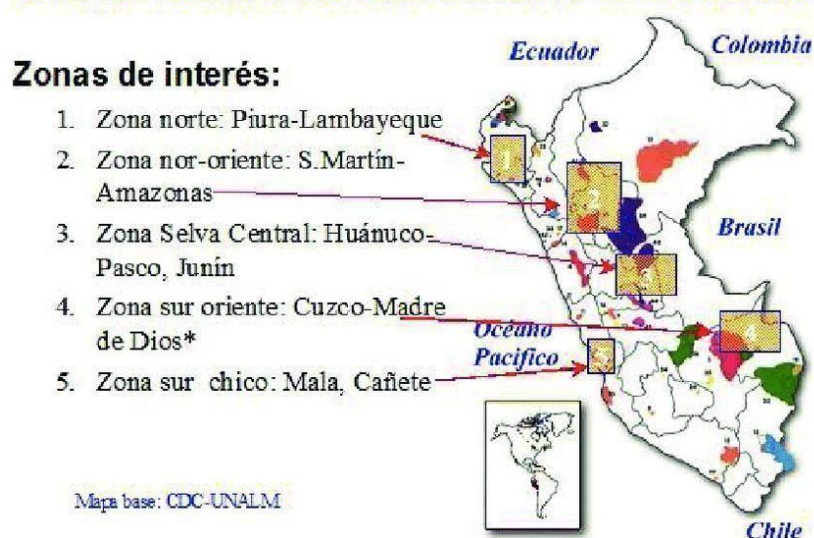 Zonas de interés:
1. Zona norte: Piura-Lambayeque
2. Zona nor-oriente: S.Martín-
Amazonas
3. Zona Selva Central: Huánuco-
Pasco, Junín
4. Zona sur oriente: Cuzco-Madre
de Dios*
5. Zona sur chico: Mala, Cañete
Mapa base: CDC-UNALM
Ecuador
Colombia
Brasil
Océano
Pacifico
Chile
1
2
3
4
5